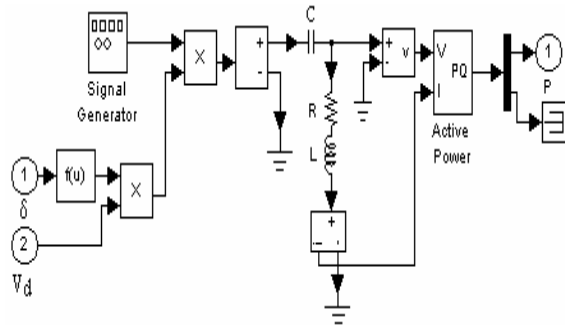 C
Signal
Generator
X
+
-
+
-
v
V
I
PQ
Active
Power
1
P
R
L
1
δ
f(u)
X
2
Vd
+
-